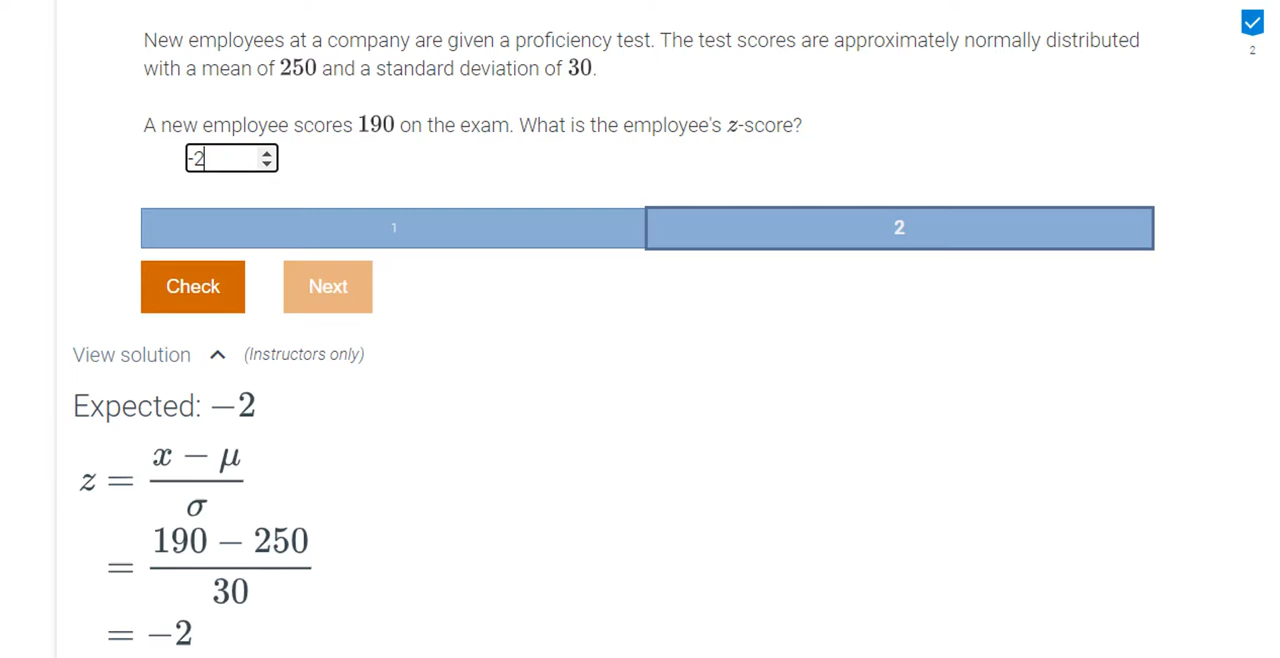 New employees at a company are given a proficiency test. The test scores are approximately normally distributed
with a mean of 250 and a standard deviation of 30.
2
A new employee scores 190 on the exam. What is the employee's z-score?
-2
1
2
Check Next
View solution (Instructors only)
Expected: −2
z = \frac{x − μ}{σ}
= \frac{190 − 250}{30}
= −2